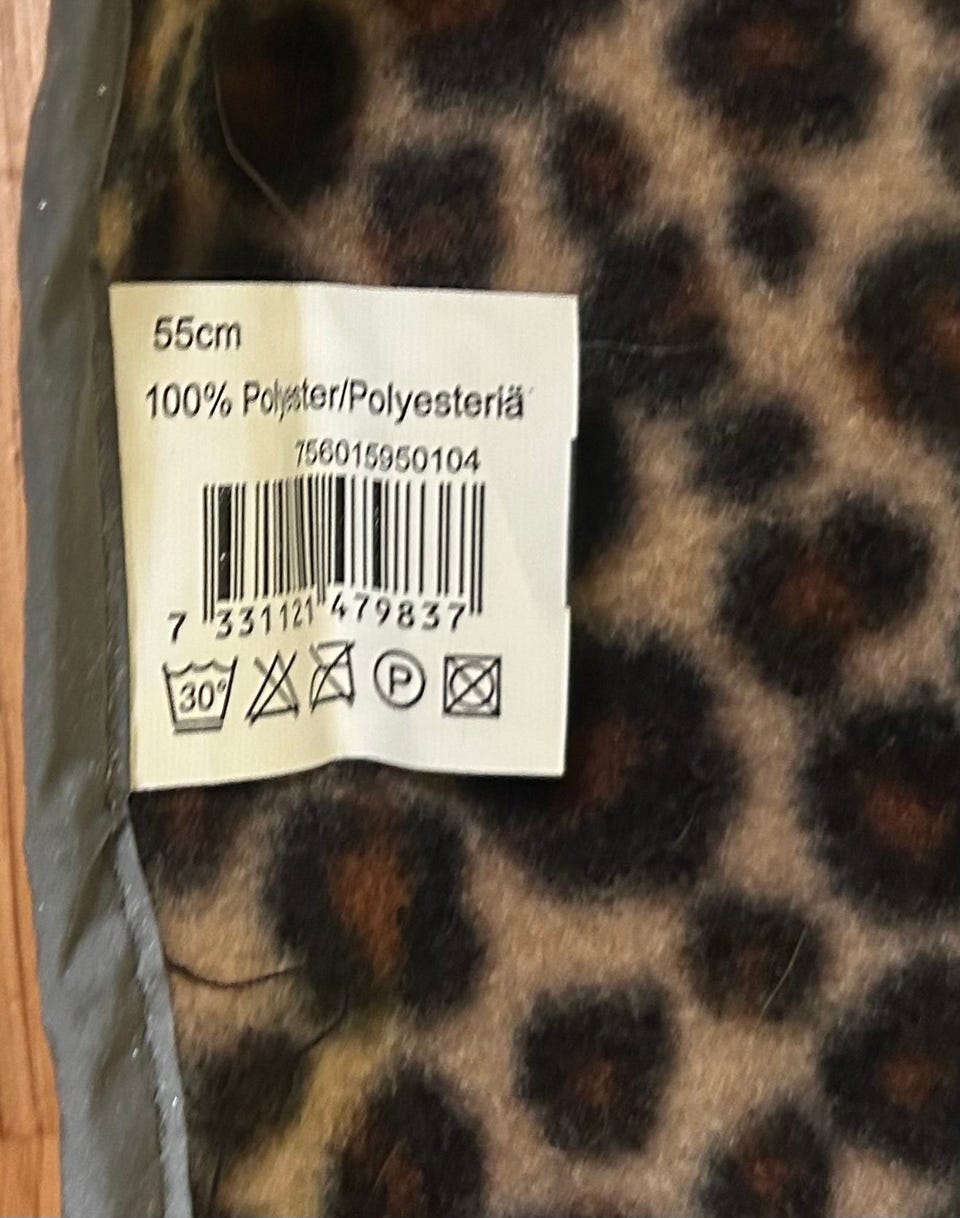 55cm
100% Polyester/Polyesteriä
756015950104
7 331121 479837
30°
P